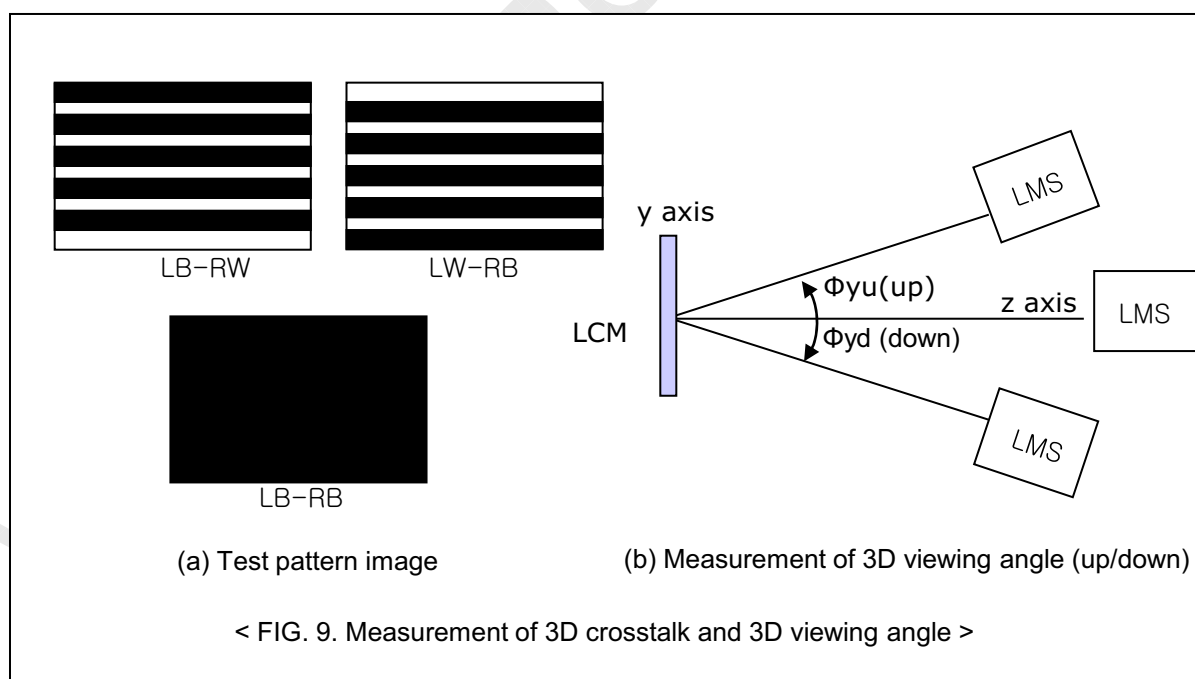 LB-RW
LW-RB
LB-RB
(a) Test pattern image
y axis
LCM
Φyu(up)
z axis
Φyd (down)
LMS
LMS
LMS
(b) Measurement of 3D viewing angle (up/down)
< FIG. 9. Measurement of 3D crosstalk and 3D viewing angle >